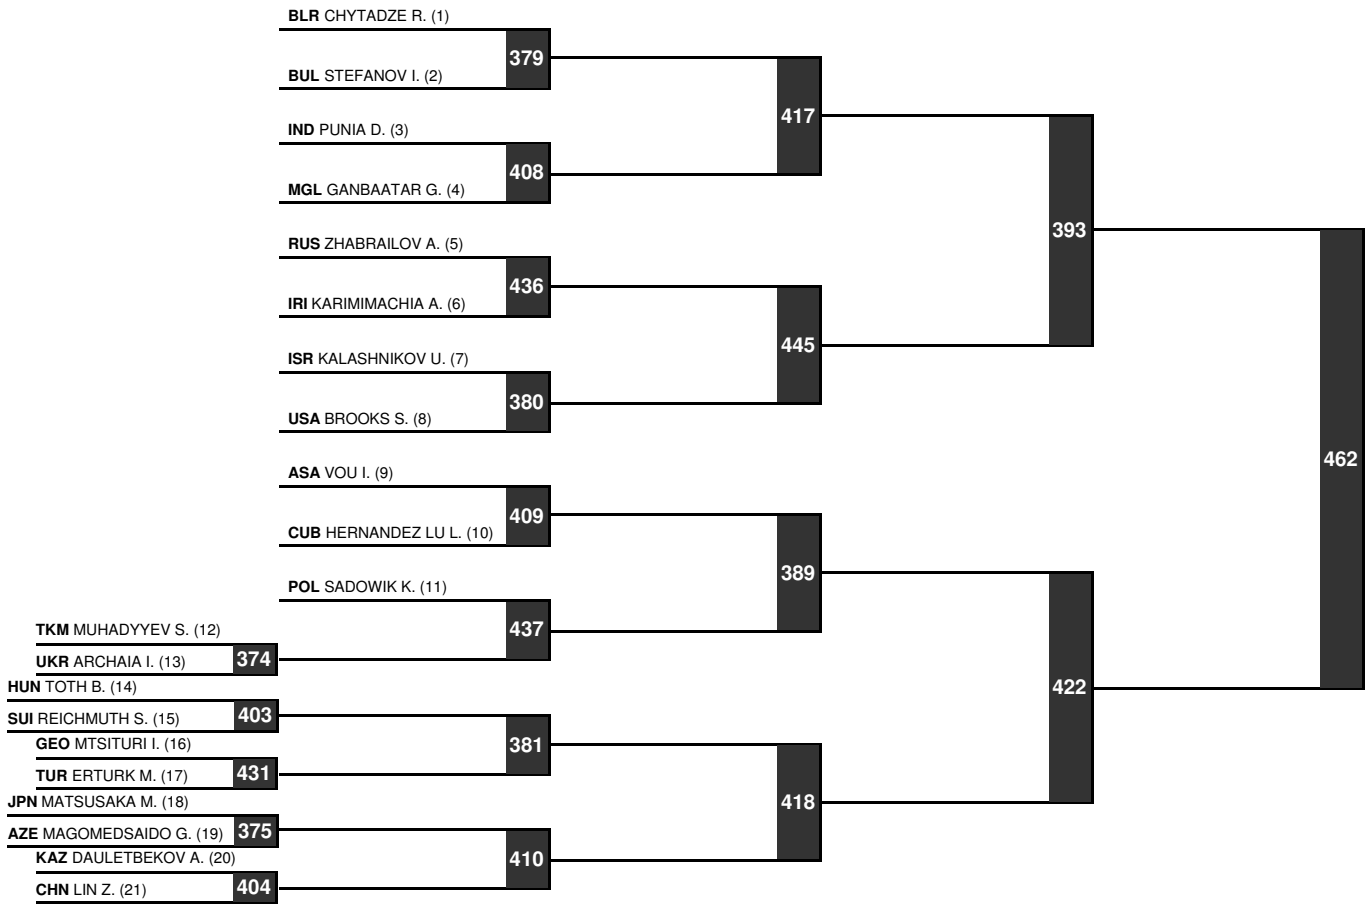 BLR CHYTADZE R. (1)
379
BUL STEFANOV I. (2)
417
IND PUNIA D. (3)
408
MGL GANBAATAR G. (4)
393
RUS ZHABRAILOV A. (5)
436
IRI KARIMIMACHIA A. (6)
445
ISR KALASHNIKOV U. (7)
380
USA BROOKS S. (8)
462
ASA VOU I. (9)
409
CUB HERNANDEZ LU L. (10)
389
POL SADOWIK K. (11)
437
TKM MUHADYYEV S. (12)
374
UKR ARCHAIA I. (13)
422
HUN TOTH B. (14)
403
SUI REICHMUTH S. (15)
381
GEO MTSITURI I. (16)
431
TUR ERTURK M. (17)
418
JPN MATSUSAKA M. (18)
375
AZE MAGOMEDSAIDO G. (19)
410
KAZ DAULETBEKOV A. (20)
404
CHN LIN Z. (21)